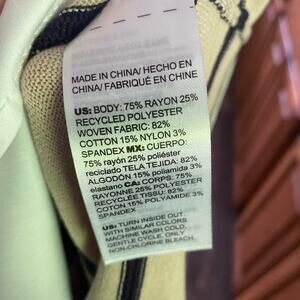 MADE IN CHINA/ HECHO EN
CHINA/ FABRIQUÉ EN CHINE
US: BODY: 75% RAYON 25%
RECYCLED POLYESTER
WOVEN FABRIC: 82%
COTTON 15% NYLON 3%
SPANDEX MX: CUERPO:
75% rayón 25% poliéster
reciclado TELA TEJIDA: 82%
ALGODÓN 15% poliamida 3%
elastano CA: CORPS: 75%
RAYONNE 25% POLYESTER
RECYCLÉE TISSU: 82%
COTON 15% POLYAMIDE 3%
SPANDEX
US: TURN INSIDE OUT
WITH SIMILAR COLORS.
MACHINE WASH COLD,
GENTLE CYCLE. ONLY
NON-CHLORINE BLEACH,